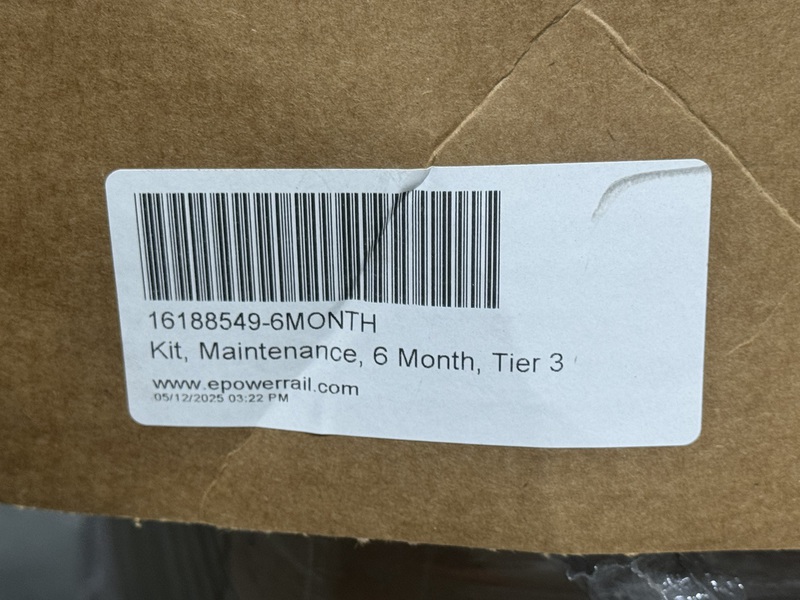 16188549-6MONTH
Kit, Maintenance, 6 Month, Tier 3
www.epowerrail.com
05/12/2025 03:22 PM